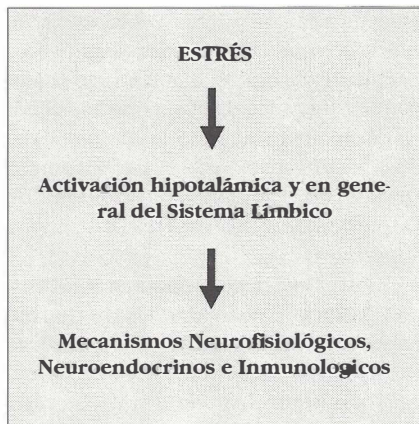 ESTRÉS
Activación hipotalámica y en gene-
ral del Sistema Límbico
Mecanismos Neurofisiológicos,
Neuroendocrinos e Inmunologicos